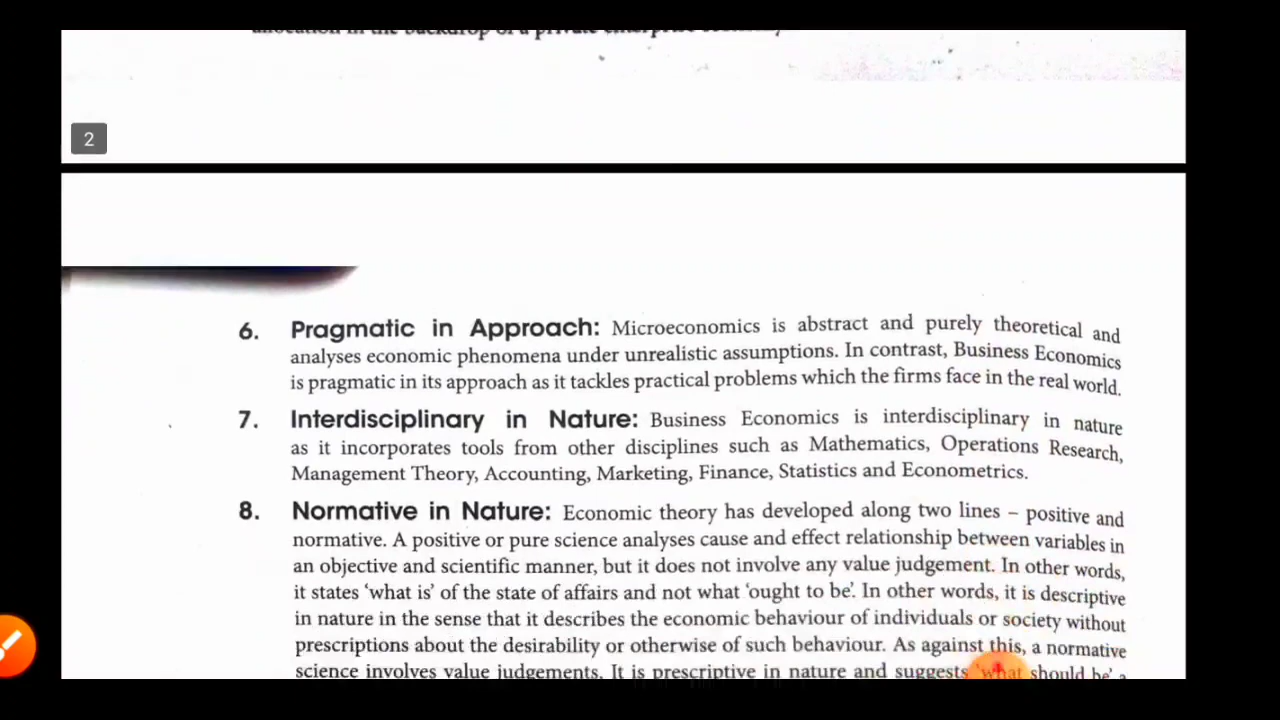 allocation in the backdrop of a private enterprise economy
2
6. Pragmatic in Approach: Microeconomics is abstract and purely theoretical and
analyses economic phenomena under unrealistic assumptions. In contrast, Business Economics
is pragmatic in its approach as it tackles practical problems which the firms face in the real world.
7. Interdisciplinary in Nature: Business Economics is interdisciplinary in nature
as it incorporates tools from other disciplines such as Mathematics, Operations Research,
Management Theory, Accounting, Marketing, Finance, Statistics and Econometrics.
8. Normative in Nature: Economic theory has developed along two lines – positive and
normative. A positive or pure science analyses cause and effect relationship between variables in
an objective and scientific manner, but it does not involve any value judgement. In other words,
it states ‘what is’ of the state of affairs and not what ‘ought to be’. In other words, it is descriptive
in nature in the sense that it describes the economic behaviour of individuals or society without
prescriptions about the desirability or otherwise of such behaviour. As against this, a normative
science involves value judgements. It is prescriptive in nature and suggests ‘what should be’ a